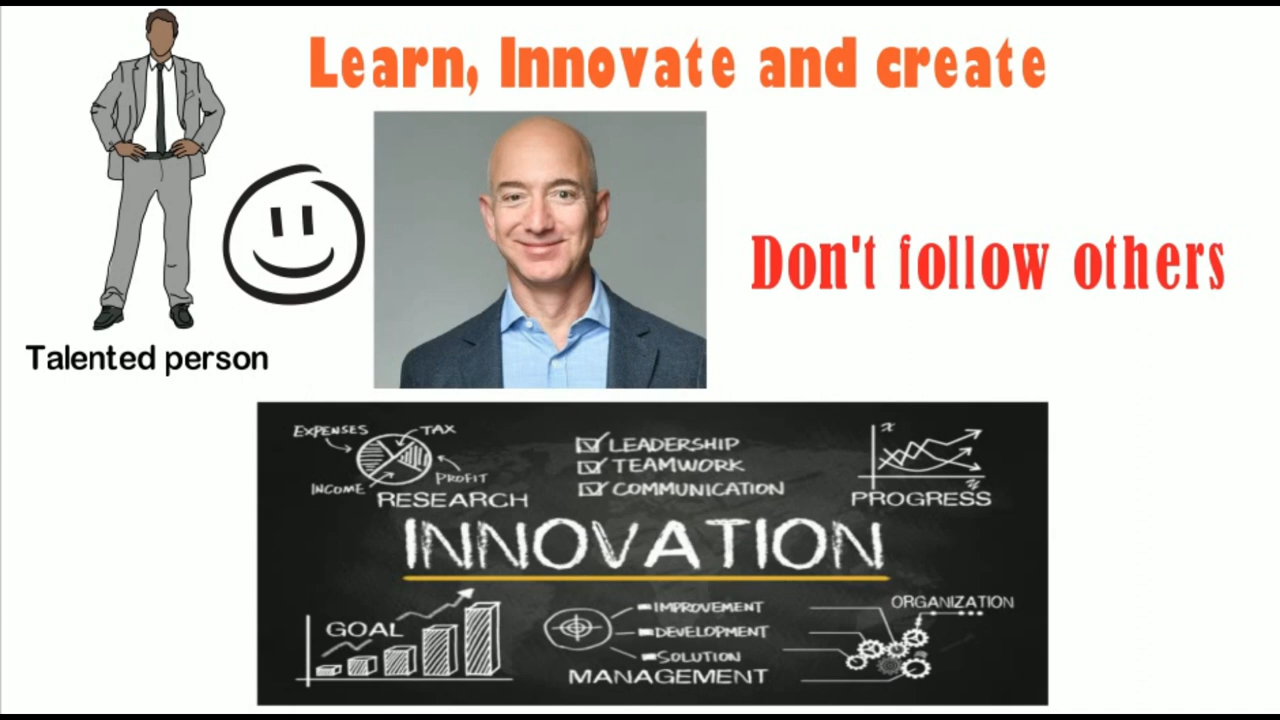 Learn, Innovate and create
Don't follow others
Talented person
EXPENSES
TAX
PROFIT
INCOME
RESEARCH
LEADERSHIP
TEAMWORK
COMMUNICATION
PROGRESS
INNOVATION
GOAL
IMPROVEMENT
DEVELOPMENT
SOLUTION
MANAGEMENT
ORGANIZATION